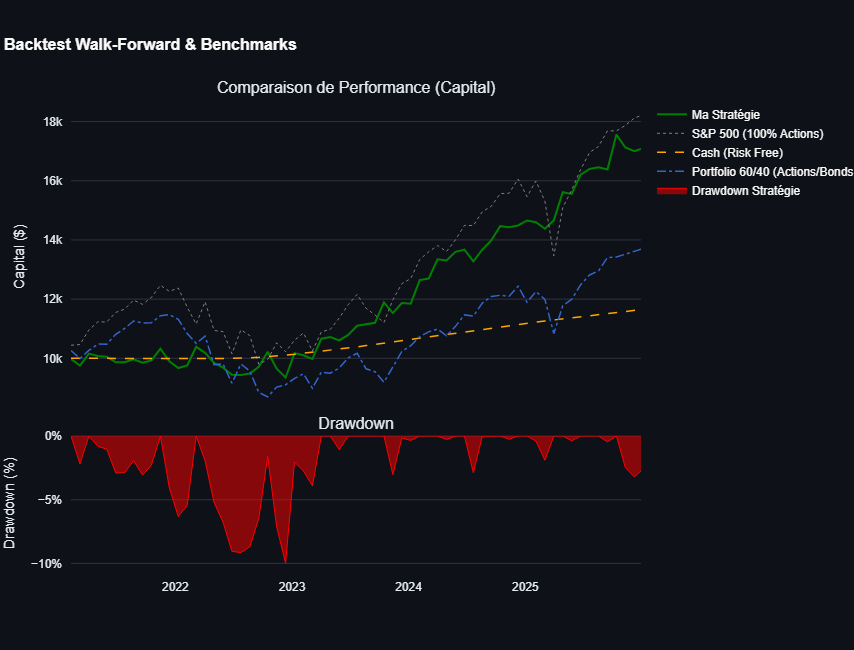 Backtest Walk-Forward & Benchmarks
Comparaison de Performance (Capital)
Capital ($)
18k
16k
14k
12k
10k
Ma Stratégie
S&P 500 (100% Actions)
Cash (Risk Free)
Portfolio 60/40 (Actions/Bonds
Drawdown Stratégie
Drawdown
Drawdown (%)
0%
−5%
−10%
2022
2023
2024
2025